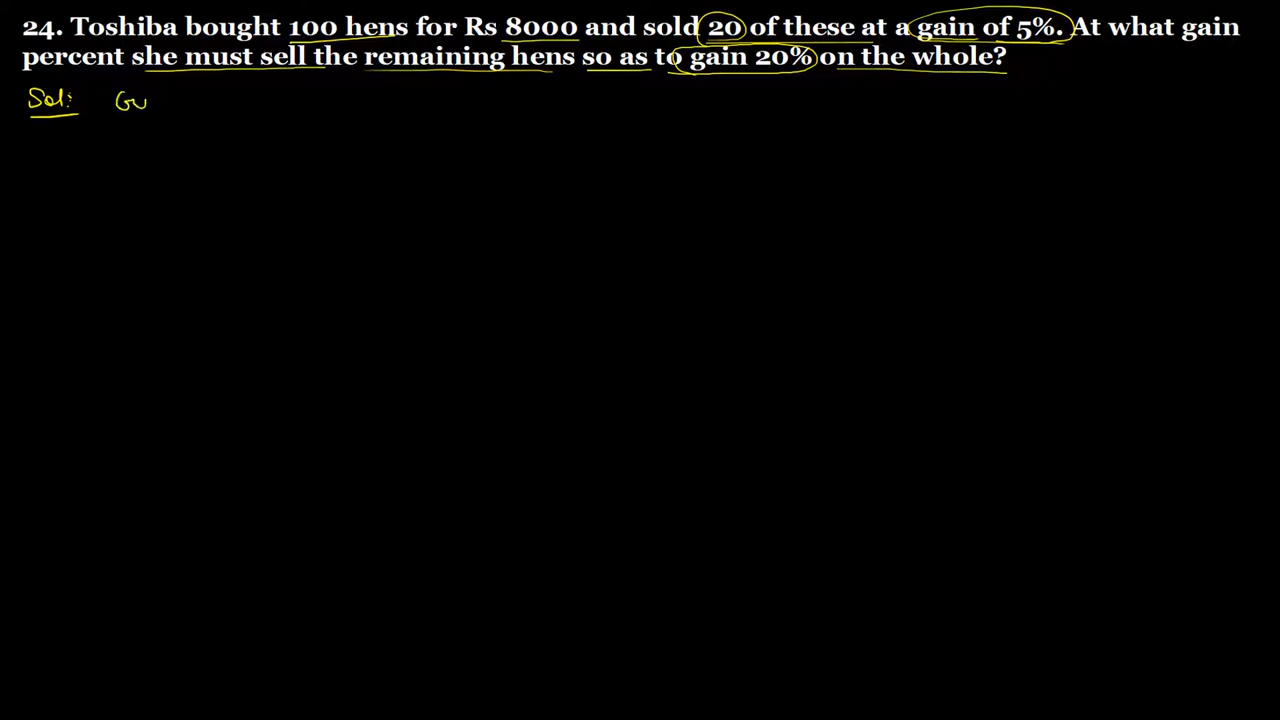 24. Toshiba bought 100 hens for Rs 8000 and sold 20 of these at a gain of 5%. At what gain
percent she must sell the remaining hens so as to gain 20% on the whole?
Sol: